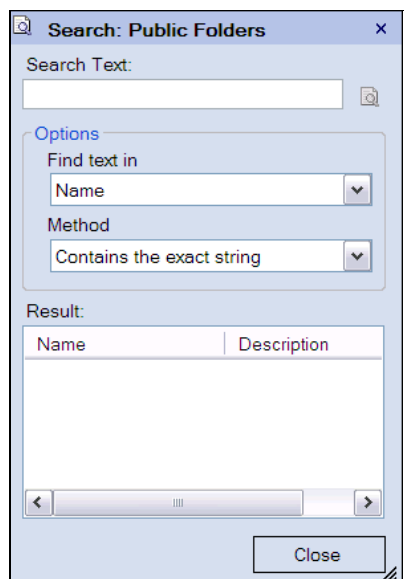 Search: Public Folders
Search Text:
Options
Find text in
Name
Method
Contains the exact string
Result:
Name Description
Close